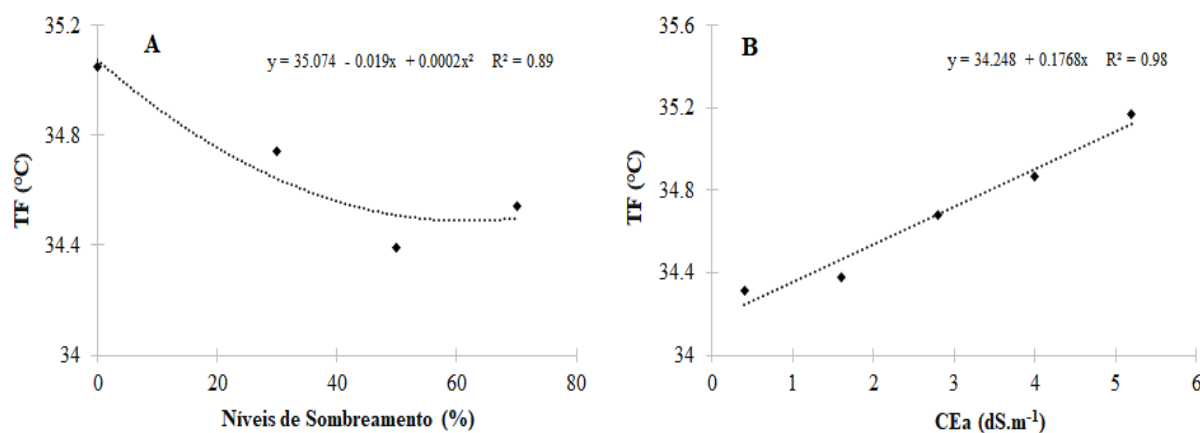 A
y = 35.074 - 0.019x + 0.0002x² R² = 0.89
35.2
34.8
34.4
34
TF (°C)
0
20
40
60
80
Níveis de Sombreamento (%)
B
y = 34.248 + 0.1768x R² = 0.98
35.6
35.2
34.8
34.4
34
TF (°C)
0
1
2
3
4
5
6
CEa (dS.m⁻¹)